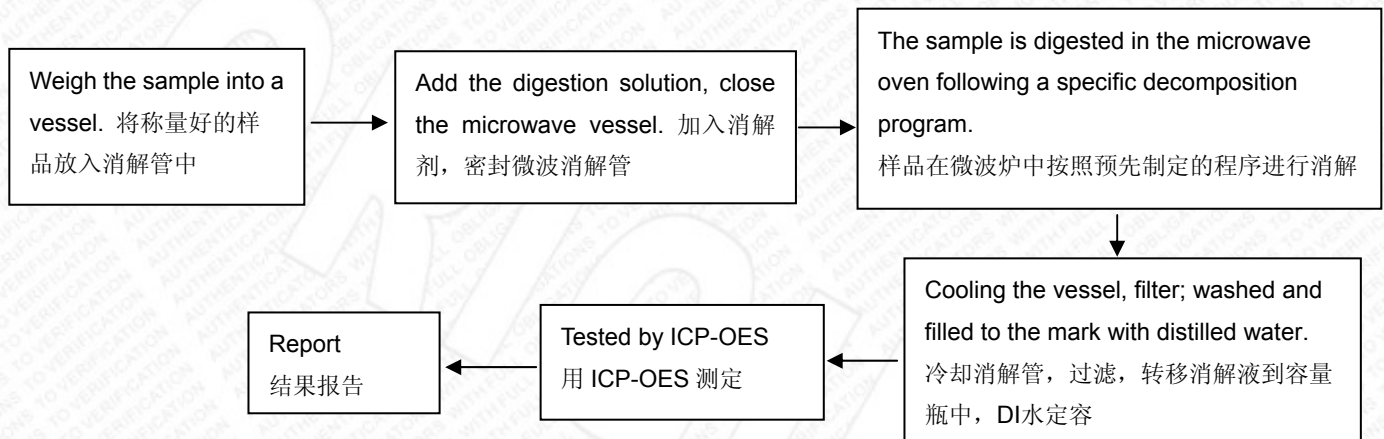 Weigh the sample into a
vessel. 将称量好的样
品放入消解管中
Add the digestion solution, close
the microwave vessel. 加入消解
剂，密封微波消解管
The sample is digested in the microwave
oven following a specific decomposition
program.
样品在微波炉中按照预先制定的程序进行消解
Cooling the vessel, filter; washed and
filled to the mark with distilled water.
冷却消解管，过滤，转移消解液到容量
瓶中，DI水定容
Tested by ICP-OES
用 ICP-OES 测定
Report
结果报告